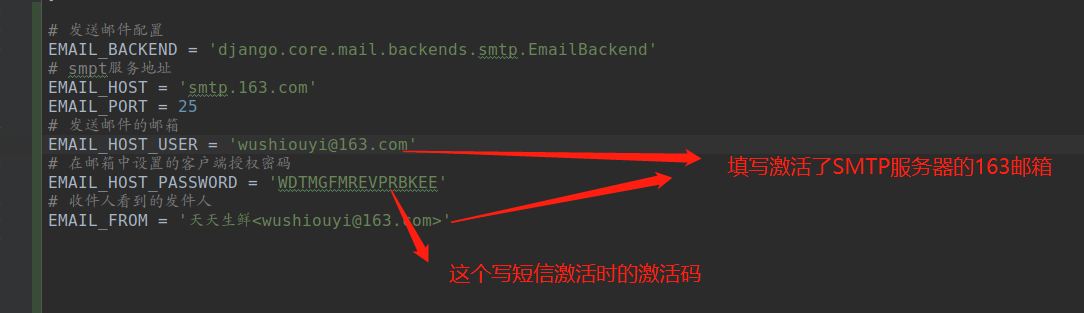 # 发送邮件配置
EMAIL_BACKEND = 'django.core.mail.backends.smtp.EmailBackend'
# smpt服务地址
EMAIL_HOST = 'smtp.163.com'
EMAIL_PORT = 25
# 发送邮件的邮箱
EMAIL_HOST_USER = 'wushiouyi@163.com'
# 在邮箱中设置的客户端授权密码
EMAIL_HOST_PASSWORD = 'WDTMGFMREVPRBKEE'
# 收件人看到的发件人
EMAIL_FROM = '天天生鲜<wushiouyi@163.com>'
填写激活了SMTP服务器的163邮箱
这个写短信激活时的激活码